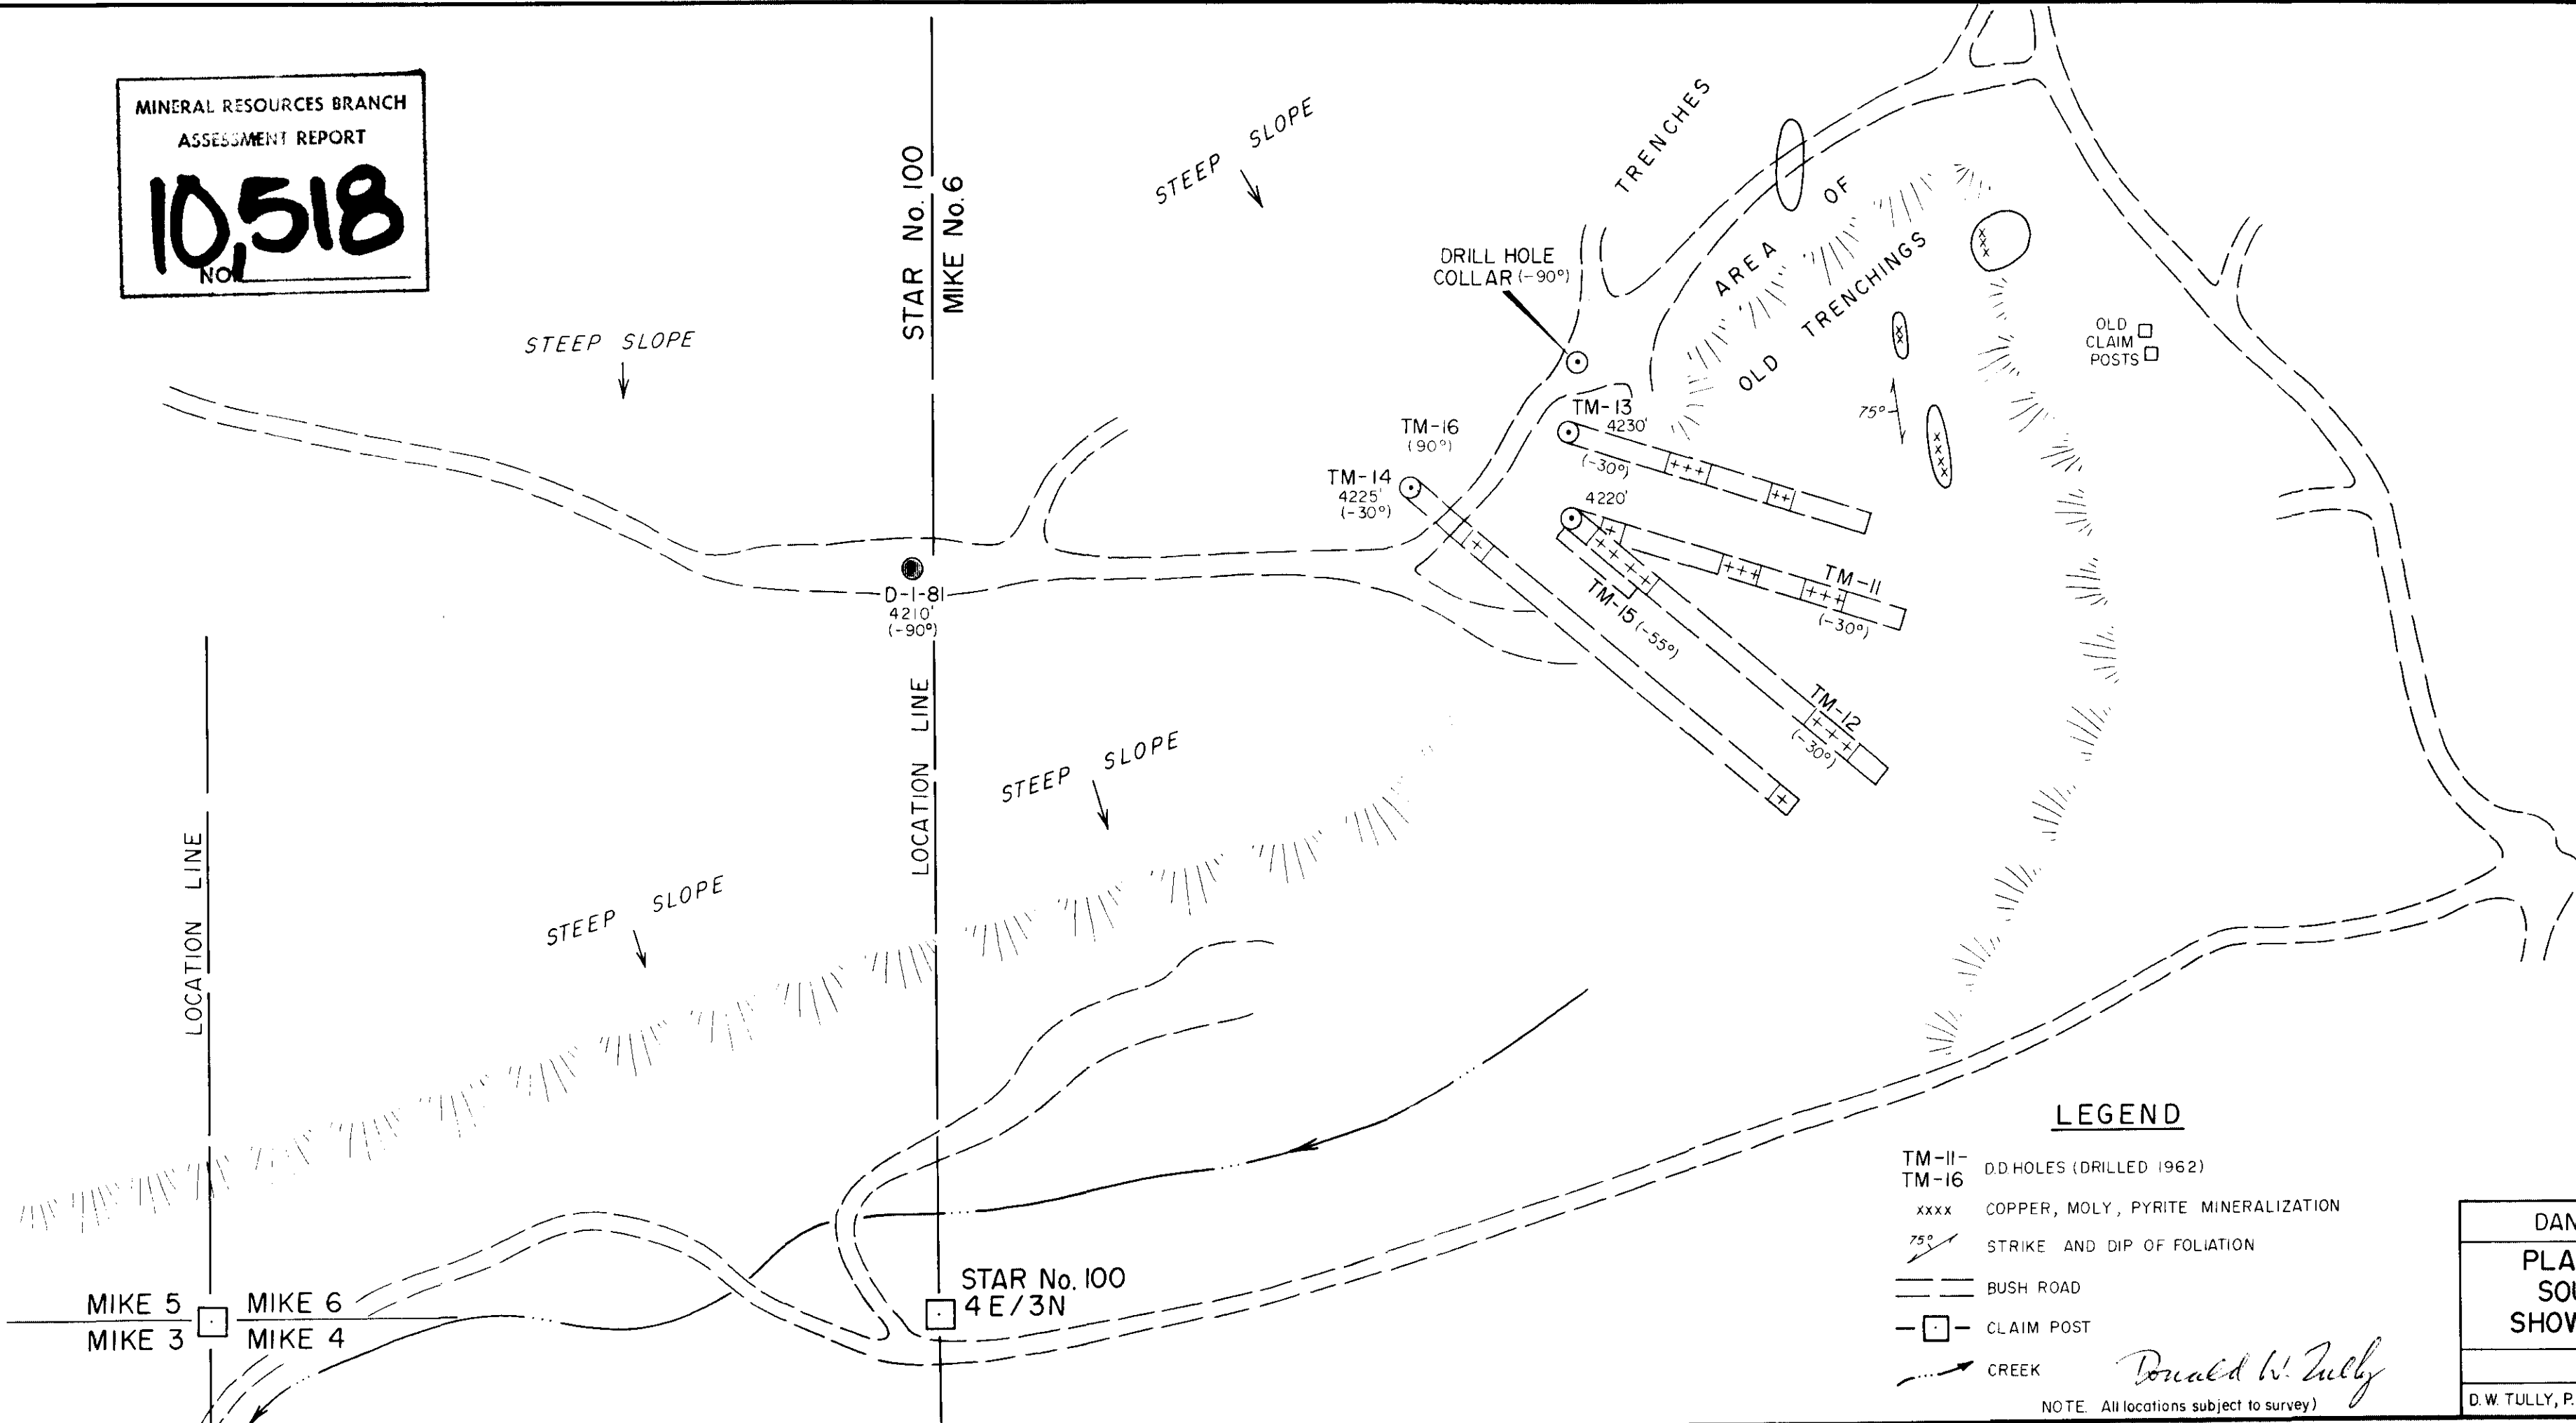 MINERAL RESOURCES BRANCH
ASSESSMENT REPORT
10,518
NO.
STAR No. 100
MIKE No. 6
STEEP SLOPE
STEEP SLOPE
TRENCHES
DRILL HOLE
COLLAR (-90°)
AREA OF
OLD TRENCHINGS
OLD
CLAIM
POSTS
75°
TM-13
4230'
(-30°)
TM-16
(90°)
TM-14
4225'
(-30°)
4220'
TM-11
(-30°)
TM-15 (-55°)
TM-12
(-30°)
D-1-81
4210'
(-90°)
LOCATION LINE
LOCATION LINE
STEEP SLOPE
STEEP SLOPE
MIKE 5
MIKE 6
MIKE 3
MIKE 4
STAR No. 100
4 E/3N
LEGEND
TM-11-
TM-16
D.D. HOLES (DRILLED 1962)
xxxx COPPER, MOLY, PYRITE MINERALIZATION
75° STRIKE AND DIP OF FOLIATION
BUSH ROAD
CLAIM POST
CREEK
Donald W. Tully
NOTE. All locations subject to survey)
DAN
PLA
SOU
SHOW
D. W. TULLY, P.